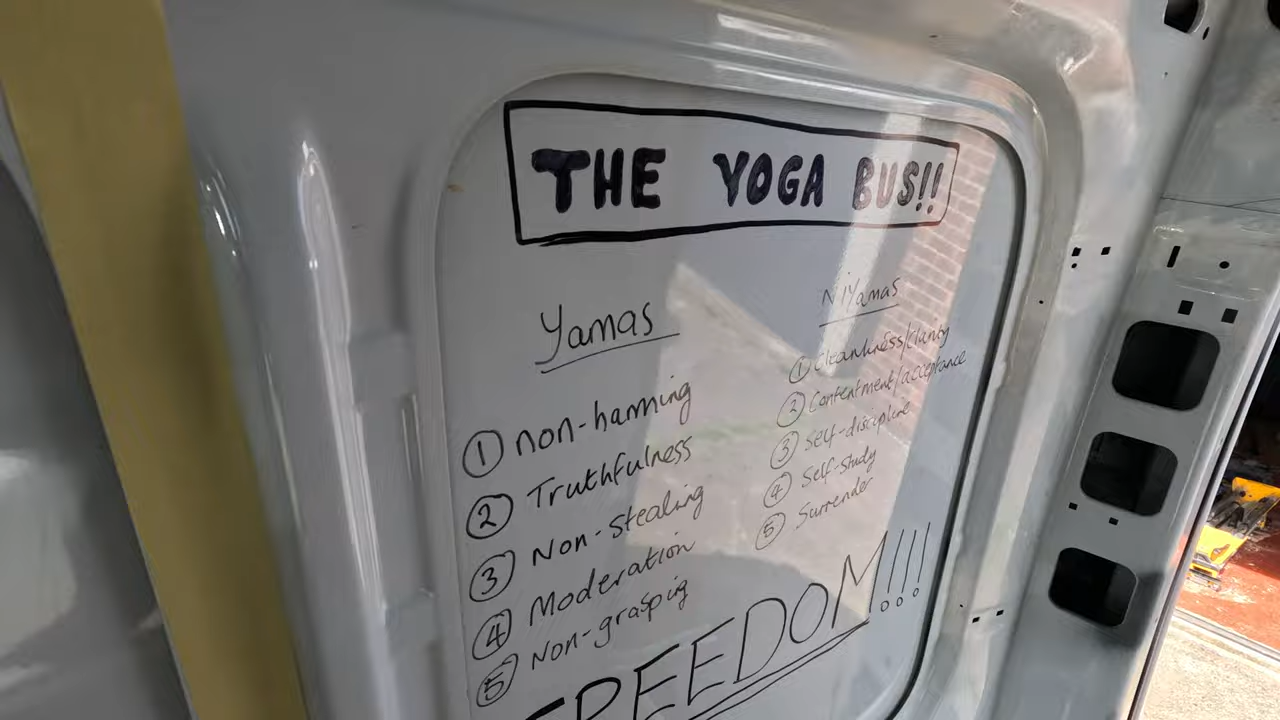 THE YOGA BUS!!
Yamas
① non-harming
② Truthfulness
③ Non-stealing
④ Moderation
⑤ Non-grasping
Niyamas
① Cleanliness/clarity
② Contentment/acceptance
③ Self-discipline
④ Self-study
⑤ Surrender
FREEDOM!!!